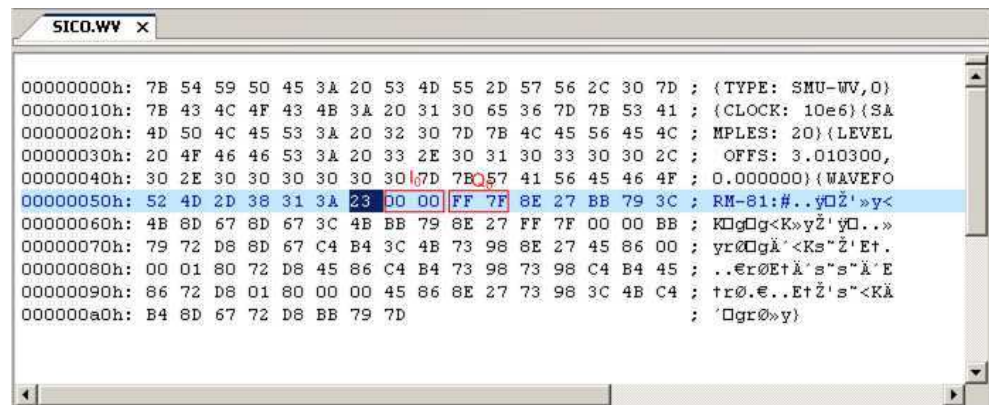 SICO.WV ×
00000000h: 7B 54 59 50 45 3A 20 53 4D 55 2D 57 56 2C 30 7D ; {TYPE: SMU-WV,0}
00000010h: 7B 43 4C 4F 43 4B 3A 20 31 30 65 36 7D 7B 53 41 ; {CLOCK: 10e6}{SA
00000020h: 4D 50 4C 45 53 3A 20 32 30 7D 7B 4C 45 56 45 4C ; MPLES: 20}{LEVEL
00000030h: 20 4F 46 46 53 3A 20 33 2E 30 31 30 33 30 30 2C ;  OFFS: 3.010300,
00000040h: 30 2E 30 30 30 30 30 30 I0 7D 7B Q0 57 41 56 45 46 4F ; 0.000000}{WAVEFO
00000050h: 52 4D 2D 38 31 3A 23 00 00 FF 7F 8E 27 BB 79 3C ; RM-81:#..ÿ□Ž'»y<
00000060h: 4B 8D 67 8D 67 3C 4B BB 79 8E 27 FF 7F 00 00 BB ; K□g□g<K»yŽ'ÿ□..»
00000070h: 79 72 D8 8D 67 C4 B4 3C 4B 73 98 8E 27 45 86 00 ; yrØ□gÄ´<Ks˜Ž'E†.
00000080h: 00 01 80 72 D8 45 86 C4 B4 73 98 73 98 C4 B4 45 ; ..€rØE†Ä´s˜s˜Ä´E
00000090h: 86 72 D8 01 80 00 00 45 86 8E 27 73 98 3C 4B C4 ; †rØ.€..E†Ž's˜<KÄ
000000a0h: B4 8D 67 72 D8 BB 79 7D ; ´□grØ»y}